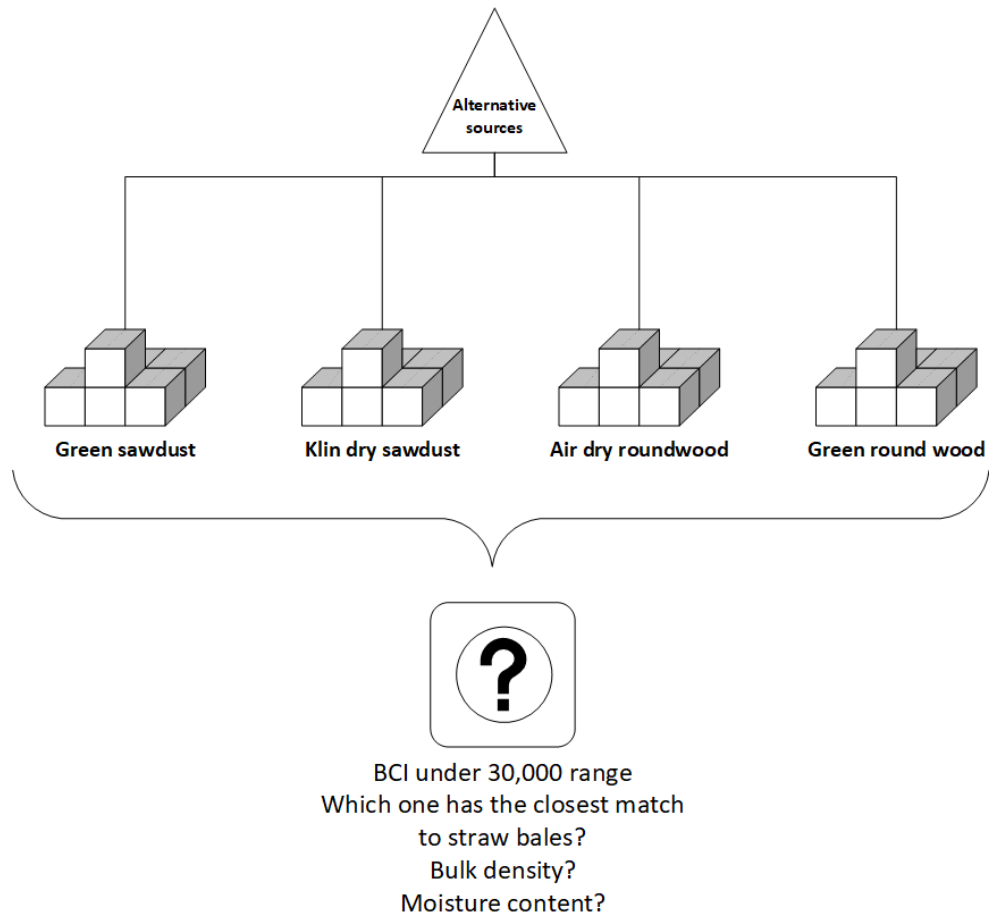 Alternative
sources
Green sawdust
Klin dry sawdust
Air dry roundwood
Green round wood
?
BCI under 30,000 range
Which one has the closest match
to straw bales?
Bulk density?
Moisture content?